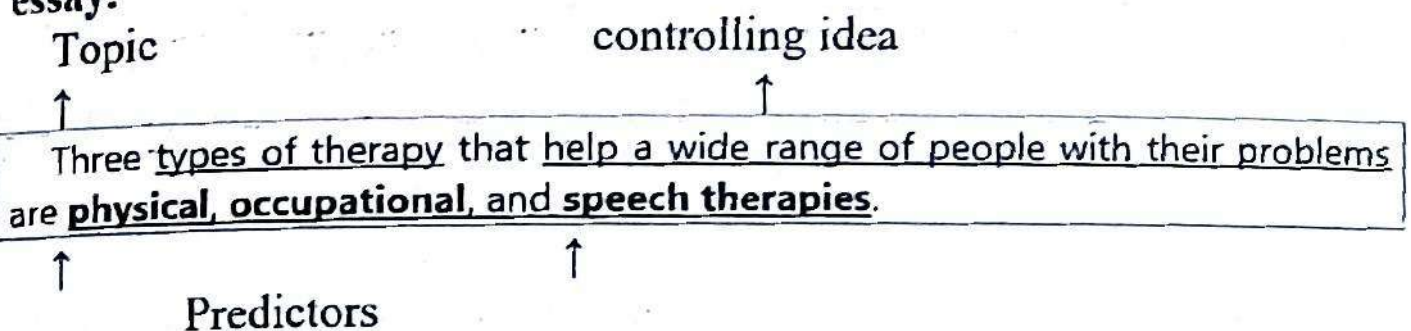 essay.
Topic controlling idea
↑ ↑
Three types of therapy that help a wide range of people with their problems
are physical, occupational, and speech therapies.
↑ ↑
Predictors